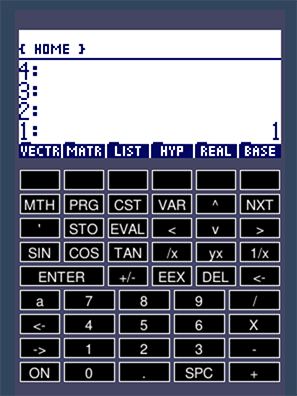 { HOME }
4:
3:
2:
1: 1
VECTR MATR LIST HYP REAL BASE
MTH PRG CST VAR ^ NXT
' STO EVAL < v >
SIN COS TAN /x yx 1/x
ENTER +/- EEX DEL <-
a 7 8 9 /
<- 4 5 6 X
-> 1 2 3 -
ON 0 . SPC +